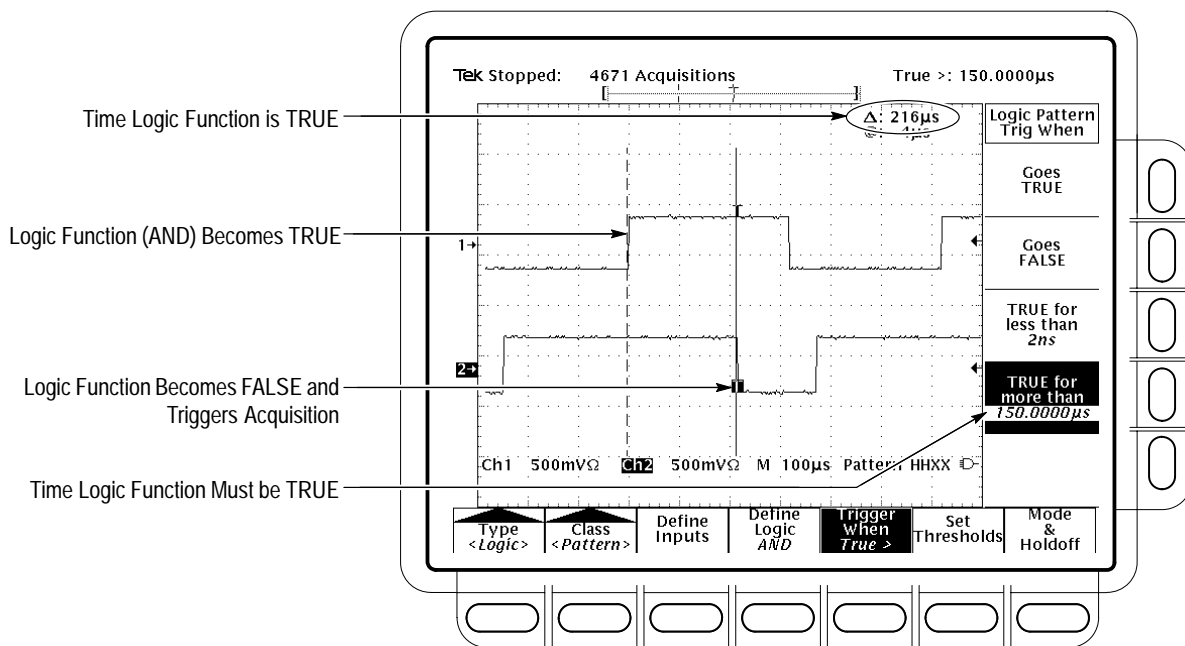 Tek Stopped: 4671 Acquisitions True >: 150.0000µs
Time Logic Function is TRUE
Δ: 216µs
Logic Pattern
Trig When
Goes
TRUE
Logic Function (AND) Becomes TRUE
1→
Goes
FALSE
TRUE for
less than
2ns
2→
Logic Function Becomes FALSE and
Triggers Acquisition
T
T
TRUE for
more than
150.0000µs
Ch1 500mVΩ Ch2 500mVΩ M 100µs Pattern HHXX
Time Logic Function Must be TRUE
Type
<Logic>
Class
<Pattern>
Define
Inputs
Define
Logic
AND
Trigger
When
True >
Set
Thresholds
Mode
&
Holdoff